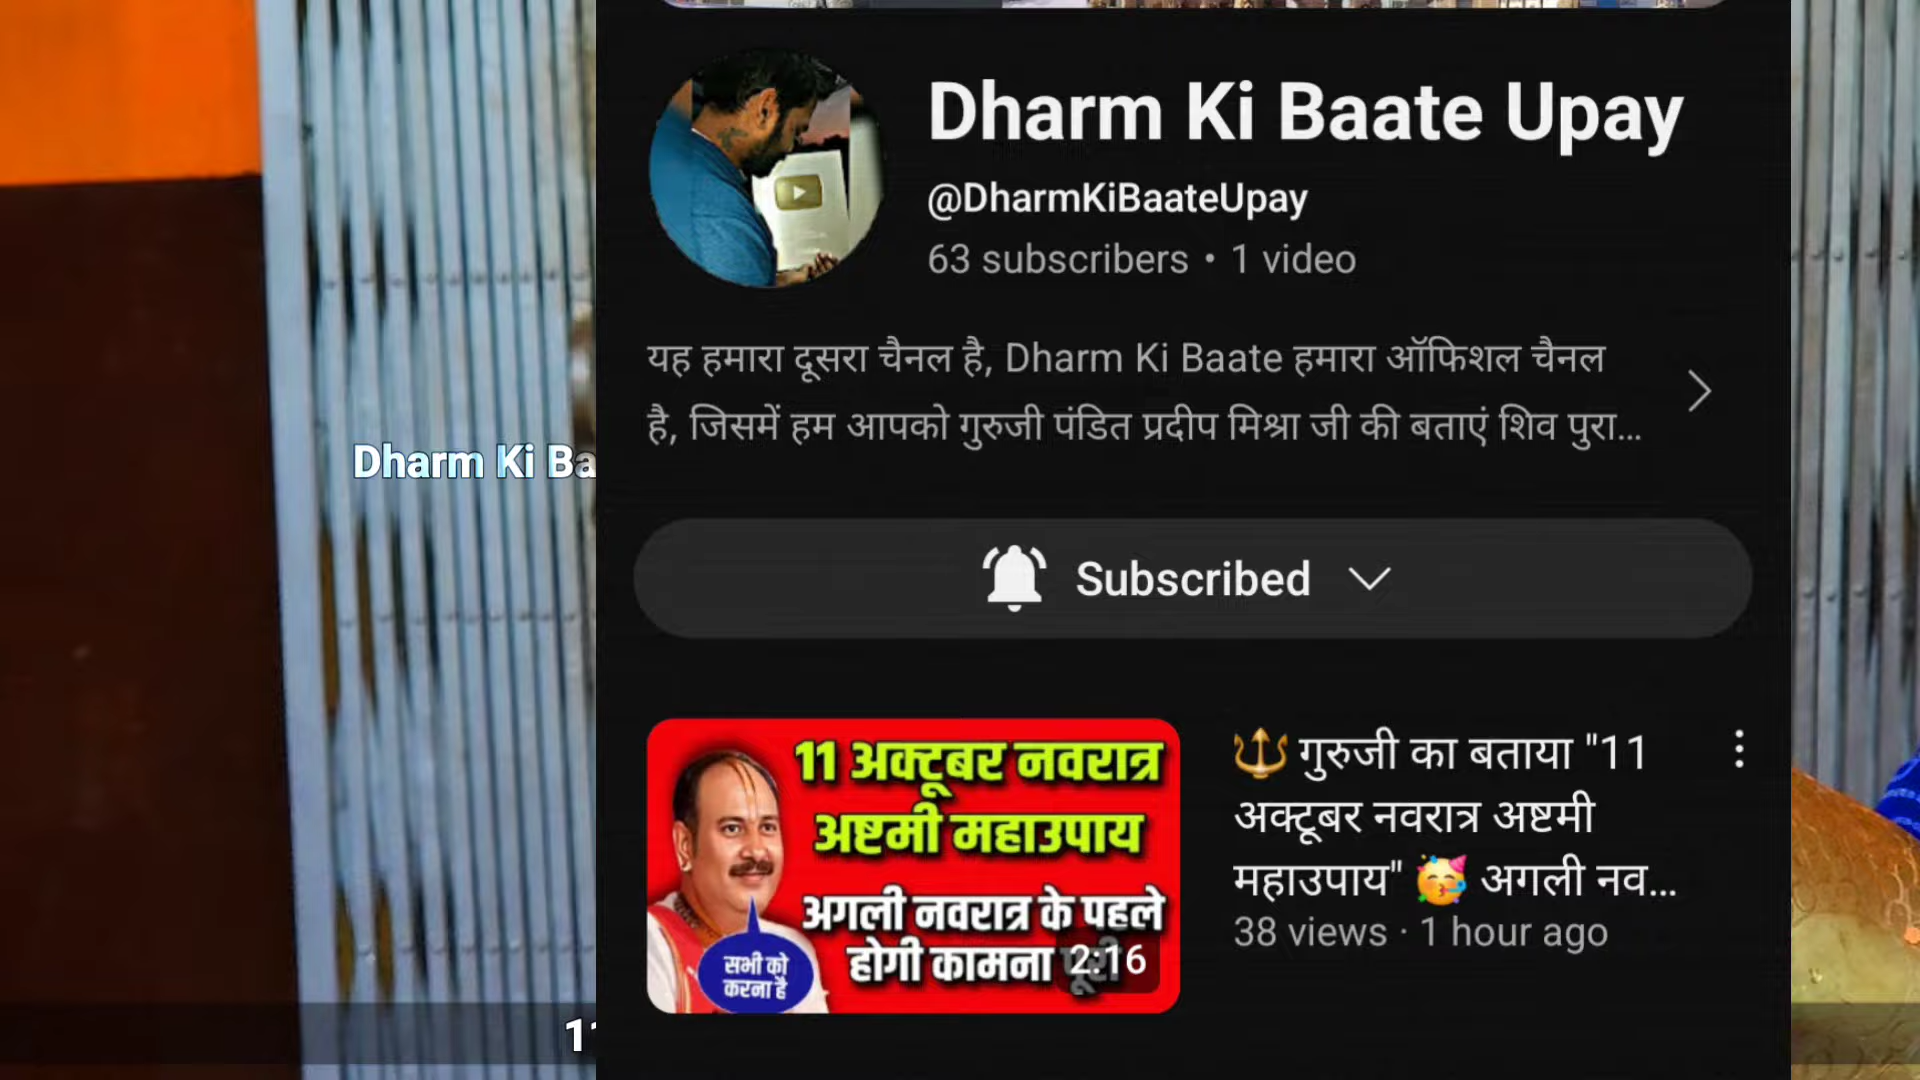 Dharm Ki Baate Upay
@DharmKiBaateUpay
63 subscribers • 1 video
यह हमारा दूसरा चैनल है, Dharm Ki Baate हमारा ऑफिशल चैनल
है, जिसमें हम आपको गुरुजी पंडित प्रदीप मिश्रा जी की बताएं शिव पुरा...
Dharm Ki Ba
Subscribed
11 अक्टूबर नवरात्र
अष्टमी महाउपाय
अगली नवरात्र के पहले
होगी कामना पूरी
2:16
सभी को
करना है
🔱 गुरुजी का बताया "11
अक्टूबर नवरात्र अष्टमी
महाउपाय" 🥳 अगली नव...
38 views · 1 hour ago